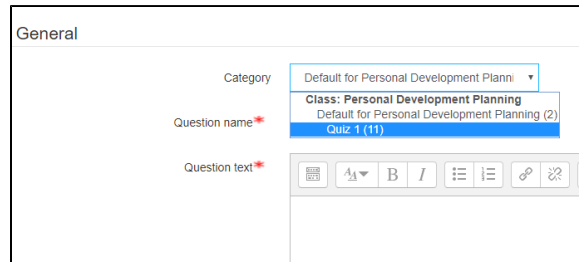 General
Category
Default for Personal Development Planni
Class: Personal Development Planning
Default for Personal Development Planning (2)
Quiz 1 (11)
Question name*
Question text*
B I